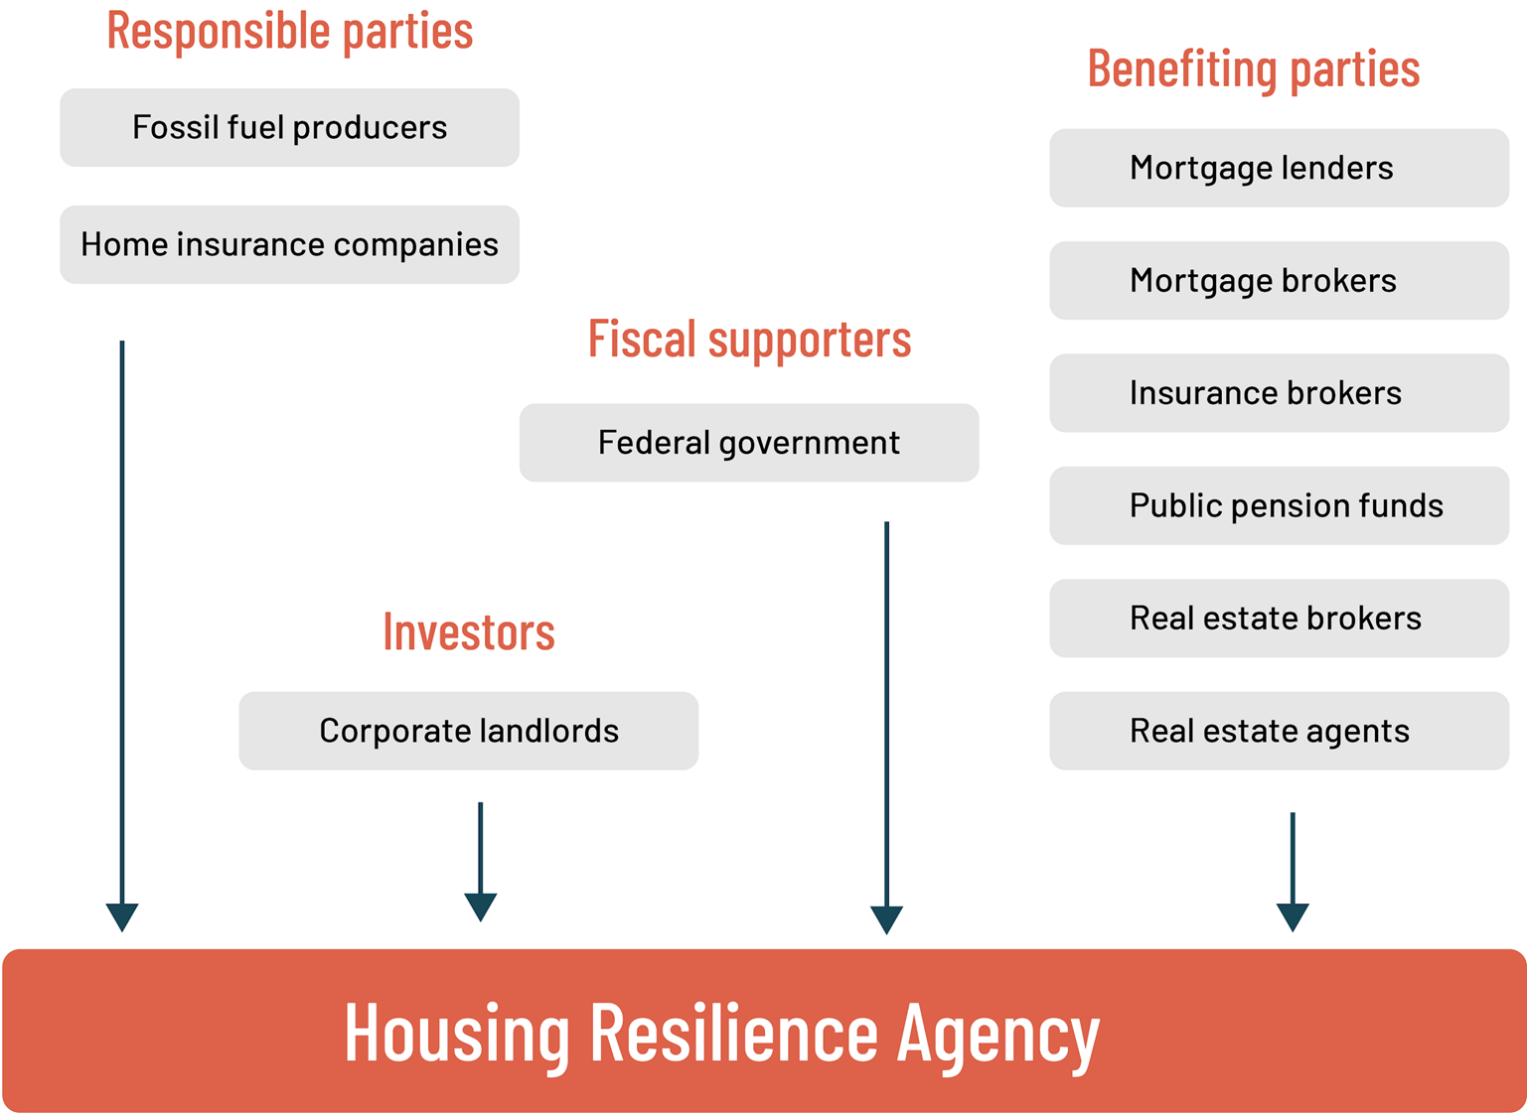 Responsible parties
Fossil fuel producers
Home insurance companies
Investors
Corporate landlords
Fiscal supporters
Federal government
Benefiting parties
Mortgage lenders
Mortgage brokers
Insurance brokers
Public pension funds
Real estate brokers
Real estate agents
Housing Resilience Agency